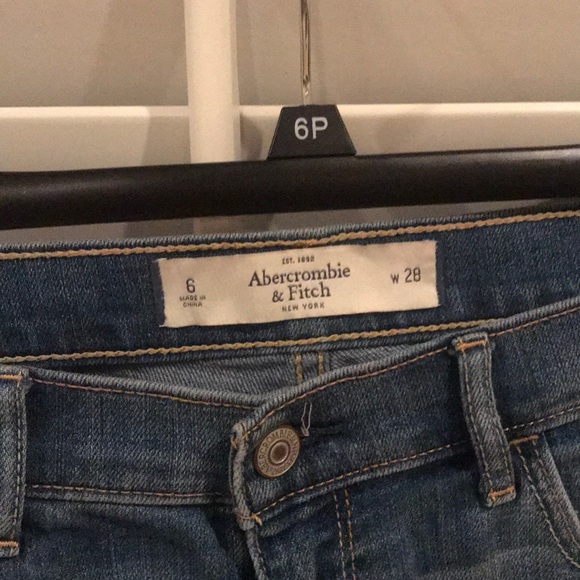 6P
EST. 1892
6
Abercrombie
& Fitch
W 28
MADE IN
CHINA
NEW YORK